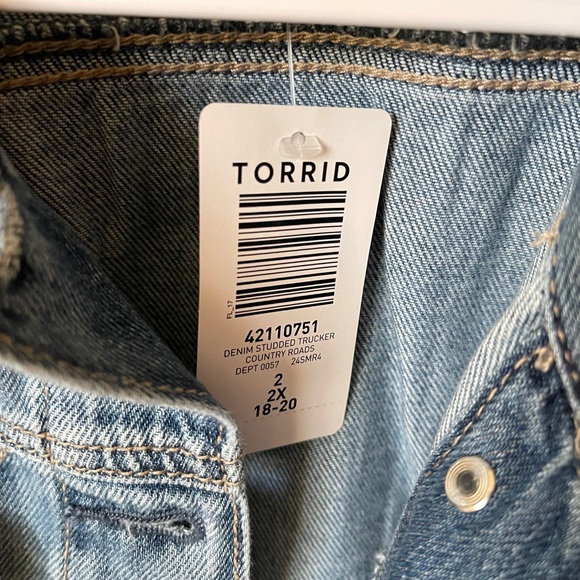 TORRID
FL_17
42110751
DENIM STUDDED TRUCKER
COUNTRY ROADS
DEPT 0057 24SMR4
2
2X
18-20